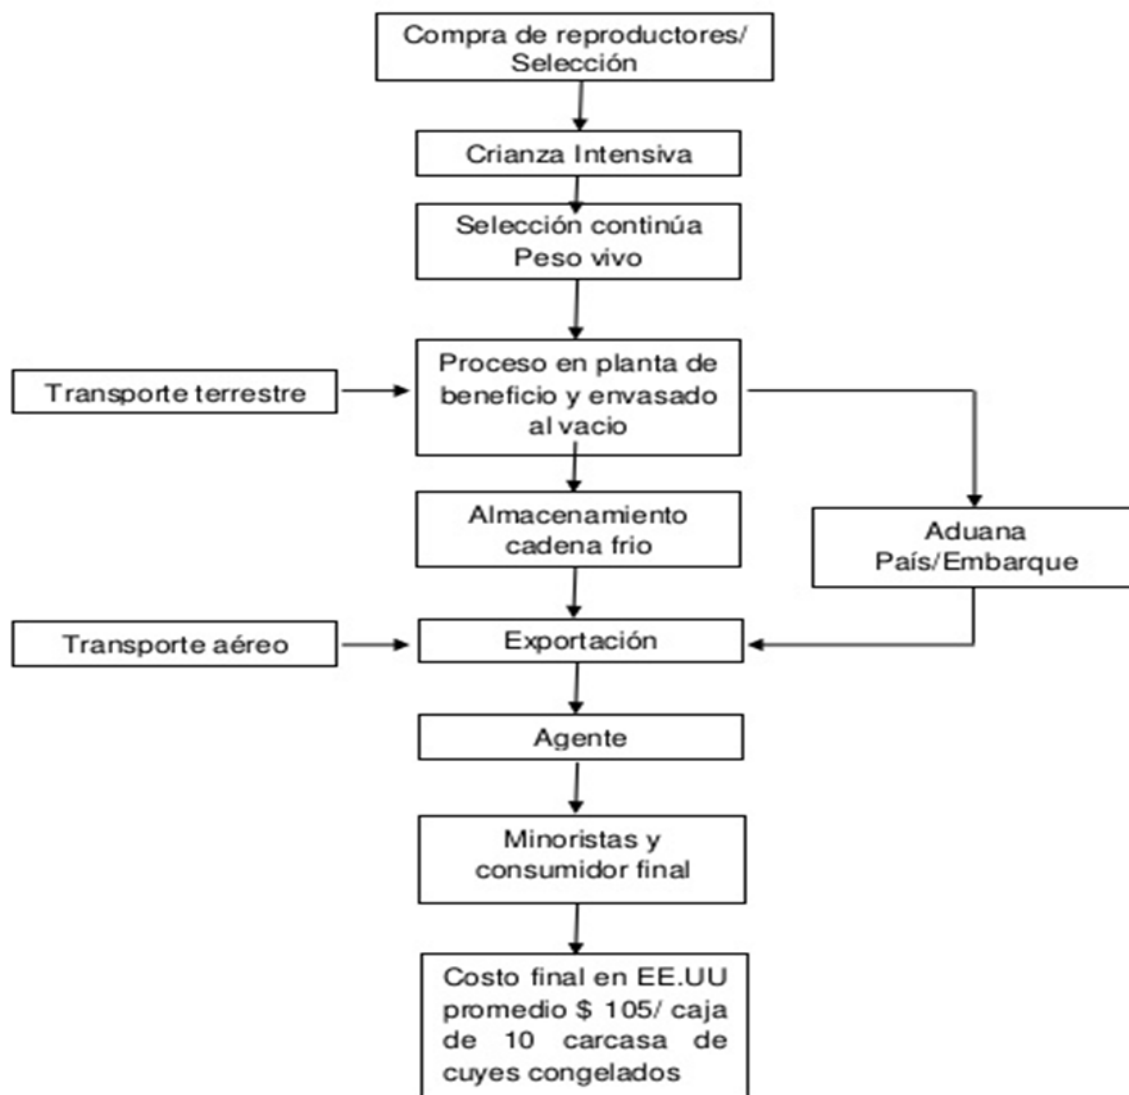 Compra de reproductores/
Selección
Crianza Intensiva
Selección continúa
Peso vivo
Transporte terrestre
Proceso en planta de
beneficio y envasado
al vacio
Almacenamiento
cadena frio
Aduana
País/Embarque
Transporte aéreo
Exportación
Agente
Minoristas y
consumidor final
Costo final en EE.UU
promedio $ 105/ caja
de 10 carcasa de
cuyes congelados